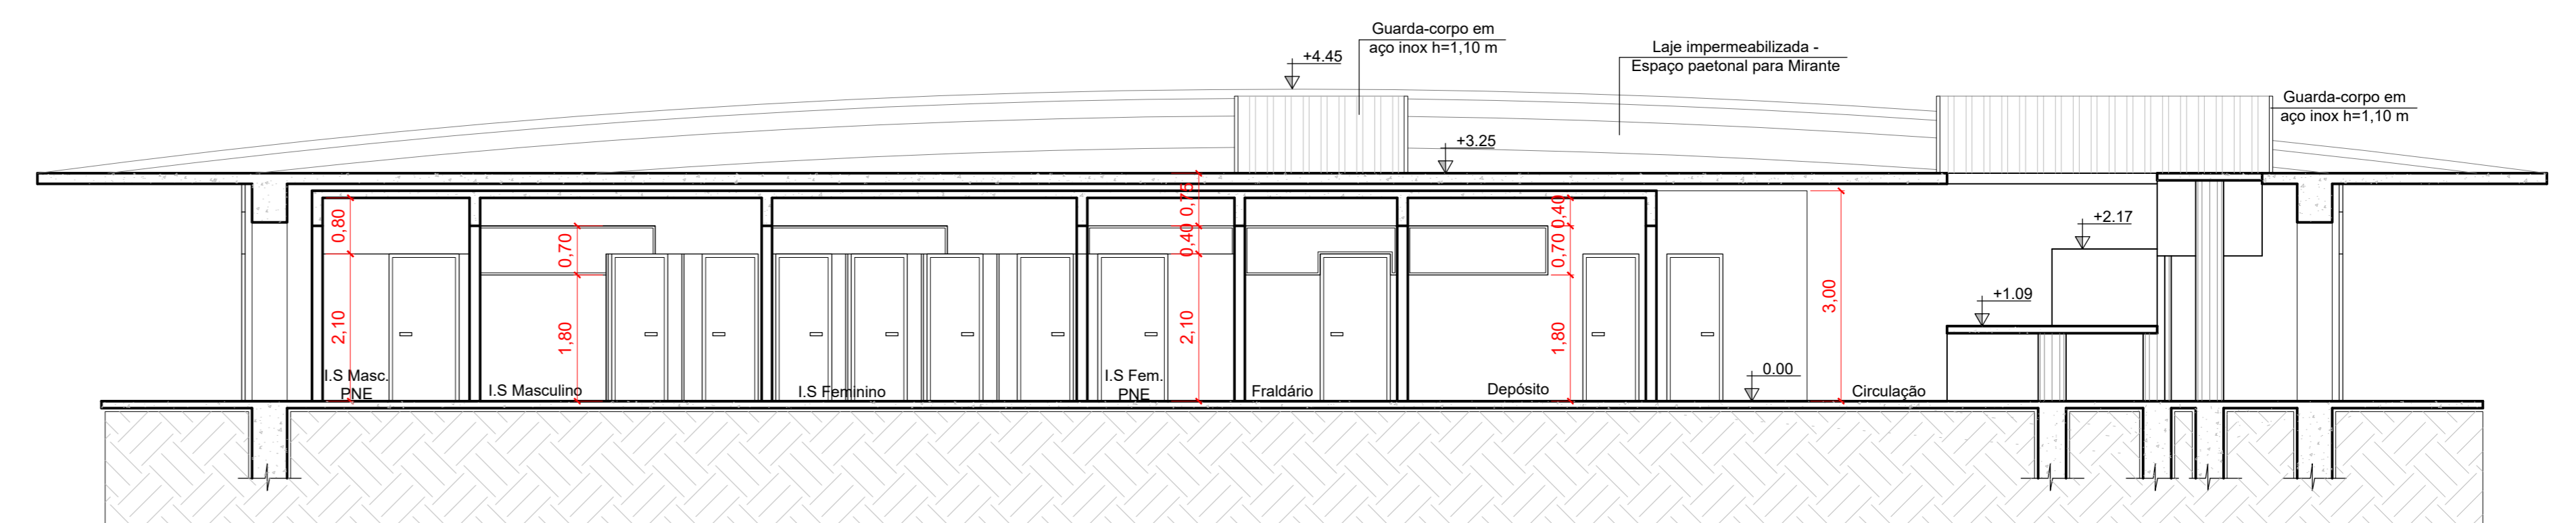 Guarda-corpo em
aço inox h=1,10 m
Laje impermeabilizada -
Espaço paetonal para Mirante
+4.45
Guarda-corpo em
aço inox h=1,10 m
+3.25
0,80
0,70
0,75
0,40
0,40
0,70
+2.17
+1.09
3,00
2,10
1,80
2,10
1,80
0.00
I.S Masc.
PNE
I.S Masculino
I.S Feminino
I.S Fem.
PNE
Fraldário
Depósito
Circulação